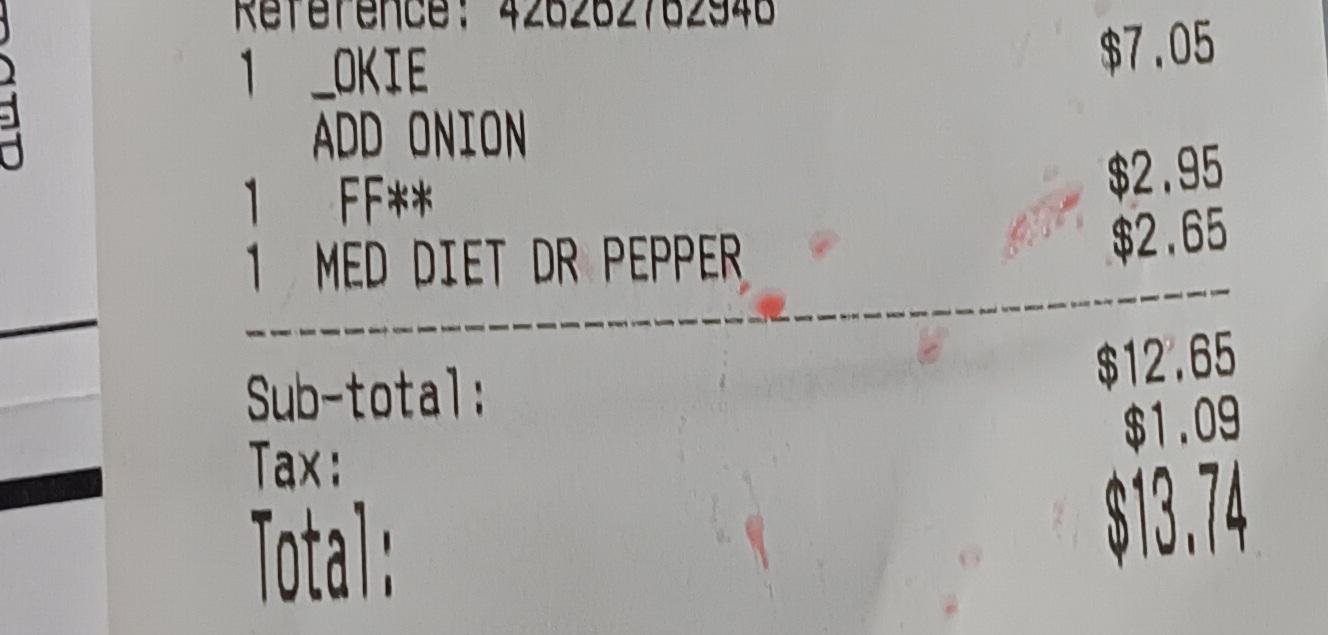 Reference: 426262762946
1 _OKIE $7.05
ADD ONION
1 FF** $2.95
1 MED DIET DR PEPPER $2.65
Sub-total: $12.65
Tax: $1.09
Total: $13.74